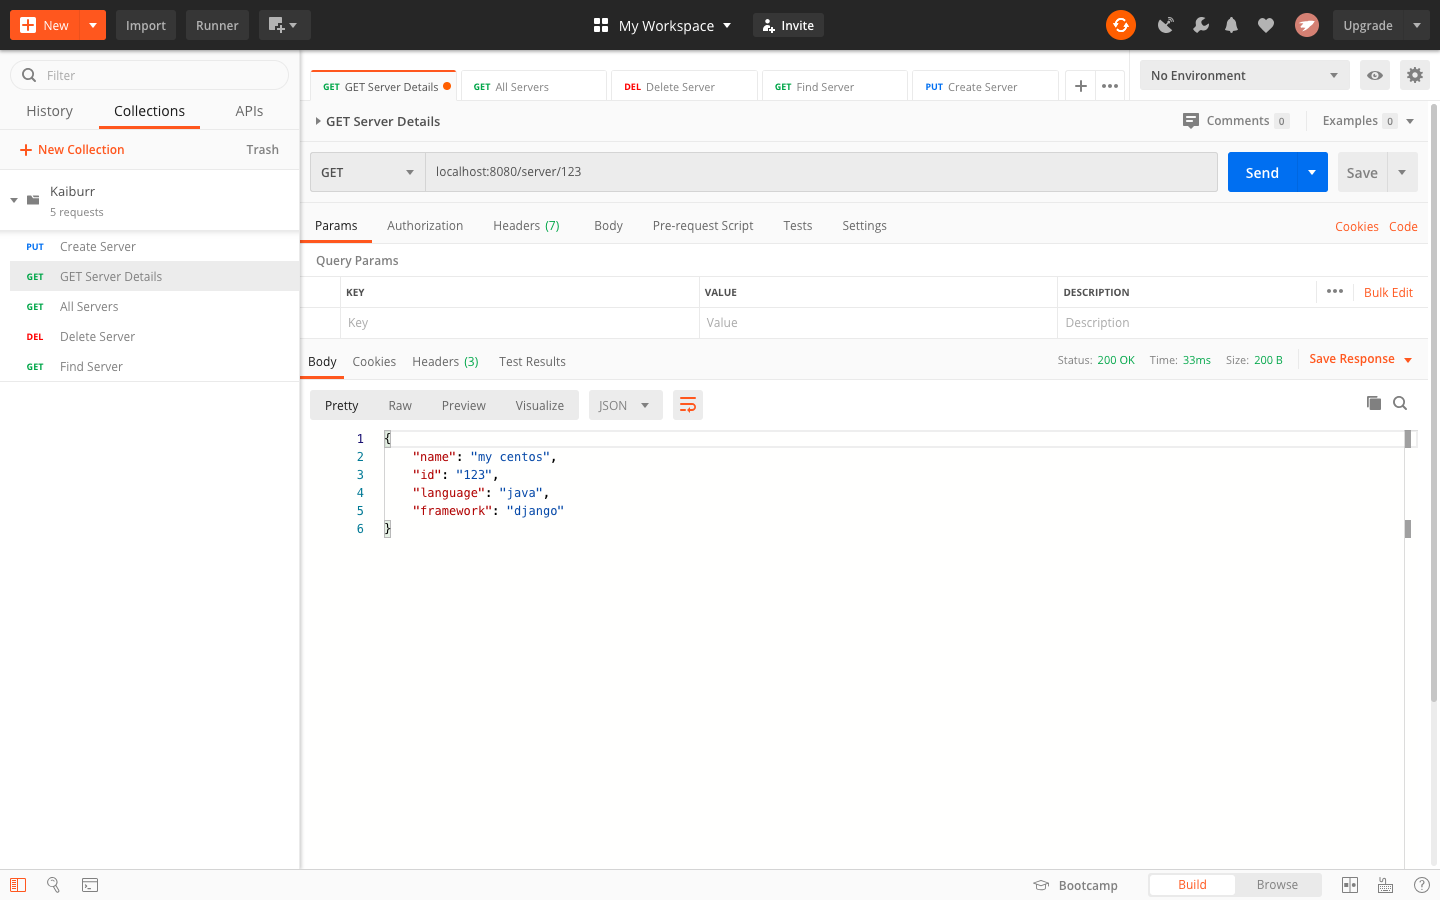 New
Import
Runner
My Workspace
Invite
Upgrade
Filter
History
Collections
APIs
New Collection
Trash
Kaiburr
5 requests
PUT Create Server
GET GET Server Details
GET All Servers
DEL Delete Server
GET Find Server
GET GET Server Details
GET All Servers
DEL Delete Server
GET Find Server
PUT Create Server
No Environment
GET Server Details
Comments 0
Examples 0
GET
localhost:8080/server/123
Send
Save
Params
Authorization
Headers (7)
Body
Pre-request Script
Tests
Settings
Cookies
Code
Query Params
KEY
VALUE
DESCRIPTION
Bulk Edit
Key
Value
Description
Body
Cookies
Headers (3)
Test Results
Status: 200 OK
Time: 33ms
Size: 200 B
Save Response
Pretty
Raw
Preview
Visualize
JSON
1 {
2 "name": "my centos",
3 "id": "123",
4 "language": "java",
5 "framework": "django"
6 }
Bootcamp
Build
Browse